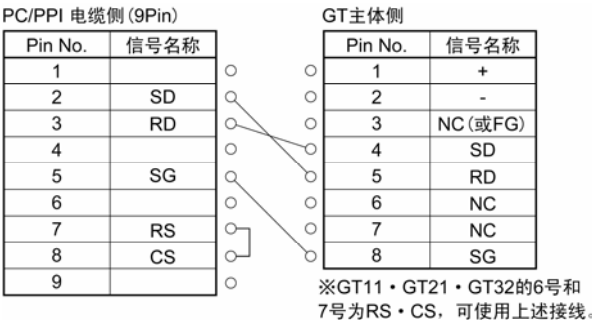 PC/PPI 电缆侧(9Pin)
GT主体侧
Pin No. 信号名称
Pin No. 信号名称
1
1 +
2 SD
2 -
3 RD
3 NC(或FG)
4
4 SD
5 SG
5 RD
6
6 NC
7 RS
7 NC
8 CS
8 SG
9
※GT11・GT21・GT32的6号和
7号为RS・CS，可使用上述接线。